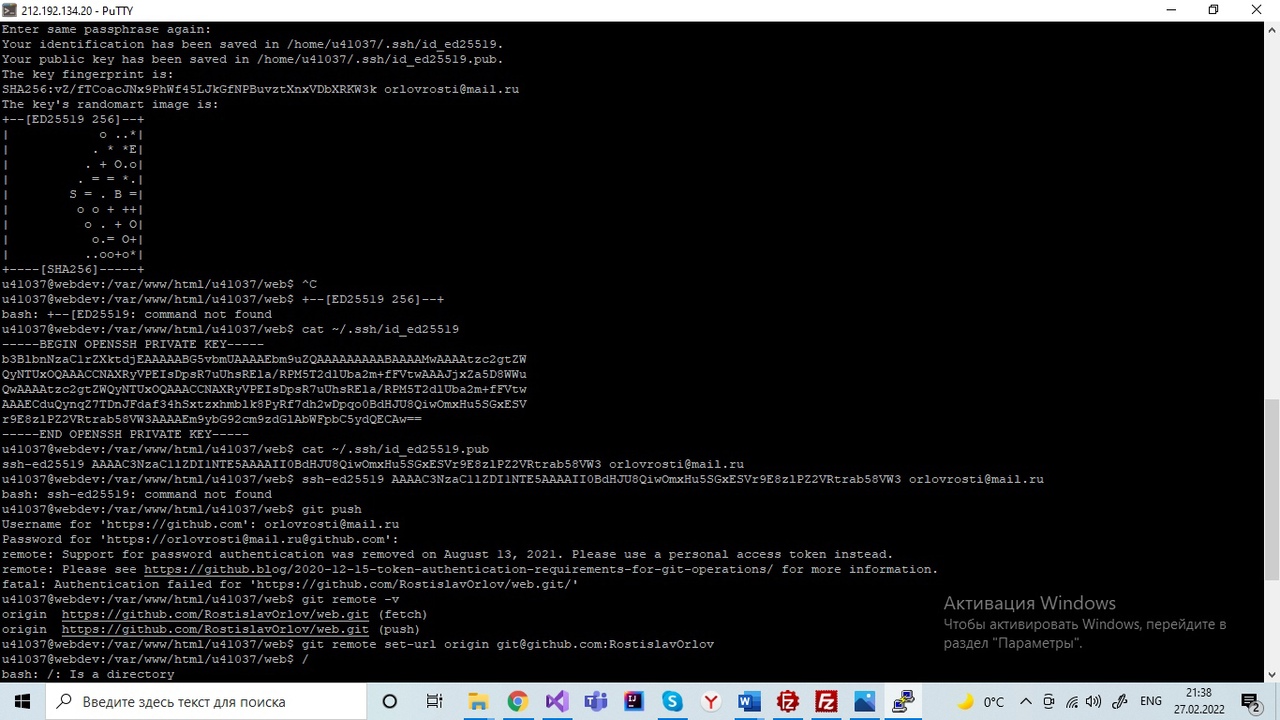 212.192.134.20 - PuTTY
Enter same passphrase again:
Your identification has been saved in /home/u41037/.ssh/id_ed25519.
Your public key has been saved in /home/u41037/.ssh/id_ed25519.pub.
The key fingerprint is:
SHA256:vZ/fTCoacJNx9PhWf45LJkGfNPBuvztXnxVDbXRKW3k orlovrosti@mail.ru
The key's randomart image is:
+--[ED25519 256]--+
|            o ..*|
|           . * *E|
|          . + O.o|
|         . = = *.|
|        S = . B =|
|         o o + ++|
|          o . + O|
|           o.= O+|
|          ..oo+o*|
+----[SHA256]-----+
u41037@webdev:/var/www/html/u41037/web$ ^C
u41037@webdev:/var/www/html/u41037/web$ +--[ED25519 256]--+
bash: +--[ED25519: command not found
u41037@webdev:/var/www/html/u41037/web$ cat ~/.ssh/id_ed25519
-----BEGIN OPENSSH PRIVATE KEY-----
-----END OPENSSH PRIVATE KEY-----
u41037@webdev:/var/www/html/u41037/web$ cat ~/.ssh/id_ed25519.pub
ssh-ed25519 AAAAC3NzaC1lZDI1NTE5AAAAII0BdHJU8QiwOmxHu5SGxESVr9E8zlPZ2VRtrab58VW3 orlovrosti@mail.ru
u41037@webdev:/var/www/html/u41037/web$ ssh-ed25519 AAAAC3NzaC1lZDI1NTE5AAAAII0BdHJU8QiwOmxHu5SGxESVr9E8zlPZ2VRtrab58VW3 orlovrosti@mail.ru
bash: ssh-ed25519: command not found
u41037@webdev:/var/www/html/u41037/web$ git push
Username for 'https://github.com': orlovrosti@mail.ru
Password for 'https://orlovrosti@mail.ru@github.com':
remote: Support for password authentication was removed on August 13, 2021. Please use a personal access token instead.
remote: Please see https://github.blog/2020-12-15-token-authentication-requirements-for-git-operations/ for more information.
fatal: Authentication failed for 'https://github.com/RostislavOrlov/web.git/'
u41037@webdev:/var/www/html/u41037/web$ git remote -v
origin  https://github.com/RostislavOrlov/web.git (fetch)
origin  https://github.com/RostislavOrlov/web.git (push)
u41037@webdev:/var/www/html/u41037/web$ git remote set-url origin git@github.com:RostislavOrlov
u41037@webdev:/var/www/html/u41037/web$ /
bash: /: Is a directory
Активация Windows
Чтобы активировать Windows, перейдите в
раздел "Параметры".
Введите здесь текст для поиска
0°C
ENG
21:38
27.02.2022
2